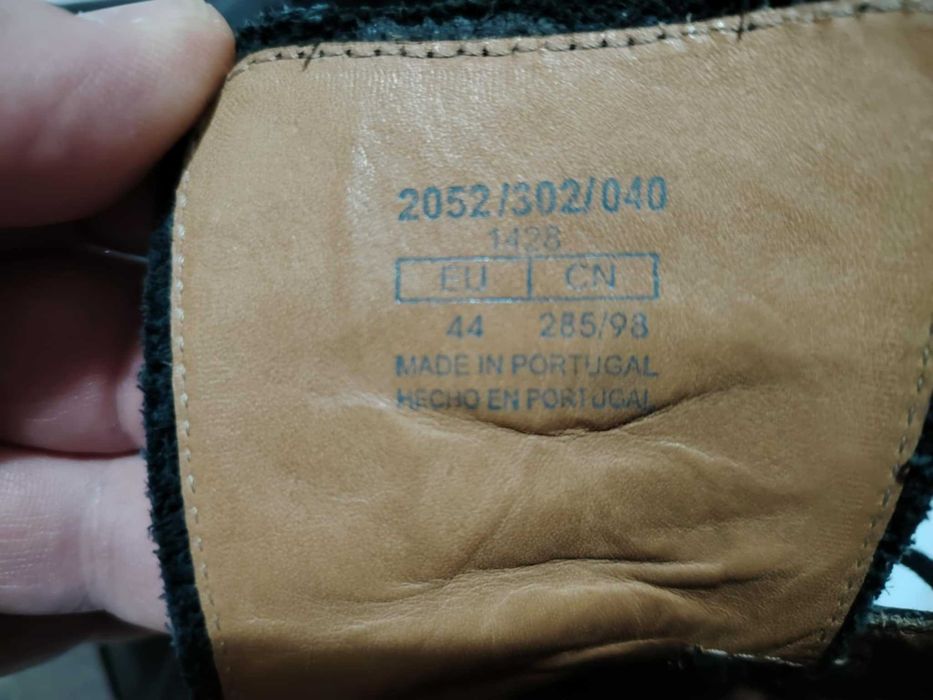 2052/302/040
1428
EU CN
44 285/98
MADE IN PORTUGAL
HECHO EN PORTUGAL